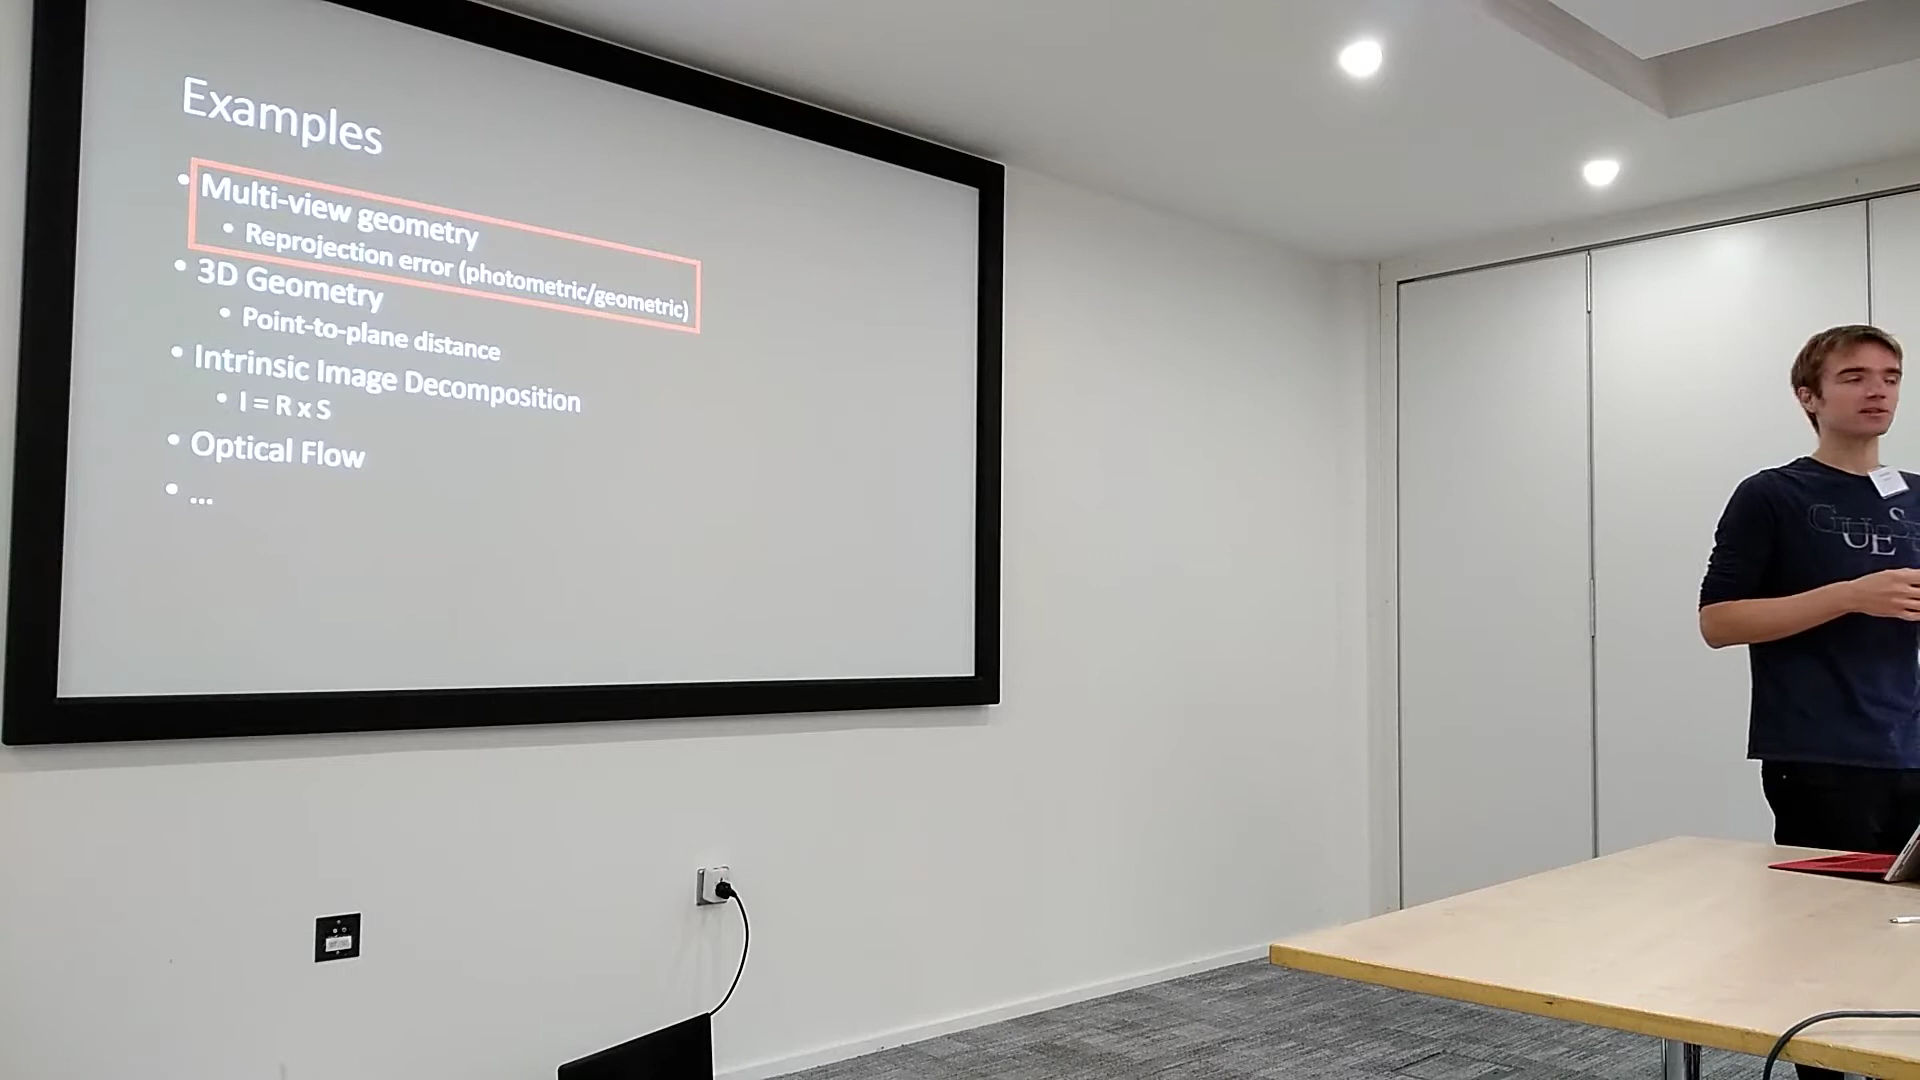 Examples
• Multi-view geometry
• Reprojection error (photometric/geometric)
• 3D Geometry
• Point-to-plane distance
• Intrinsic Image Decomposition
• I = R x S
• Optical Flow
• ...
GUES